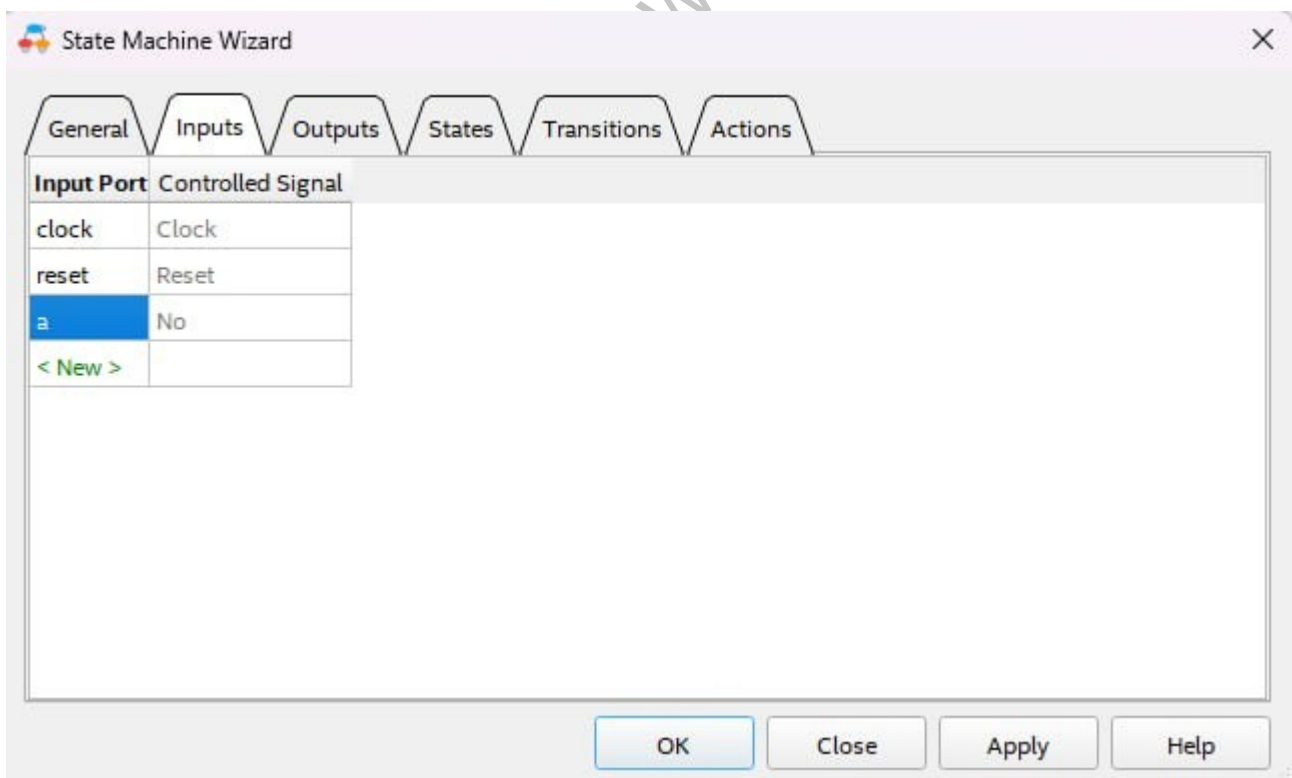 State Machine Wizard
General Inputs Outputs States Transitions Actions
Input Port Controlled Signal
clock Clock
reset Reset
a No
< New >
OK Close Apply Help